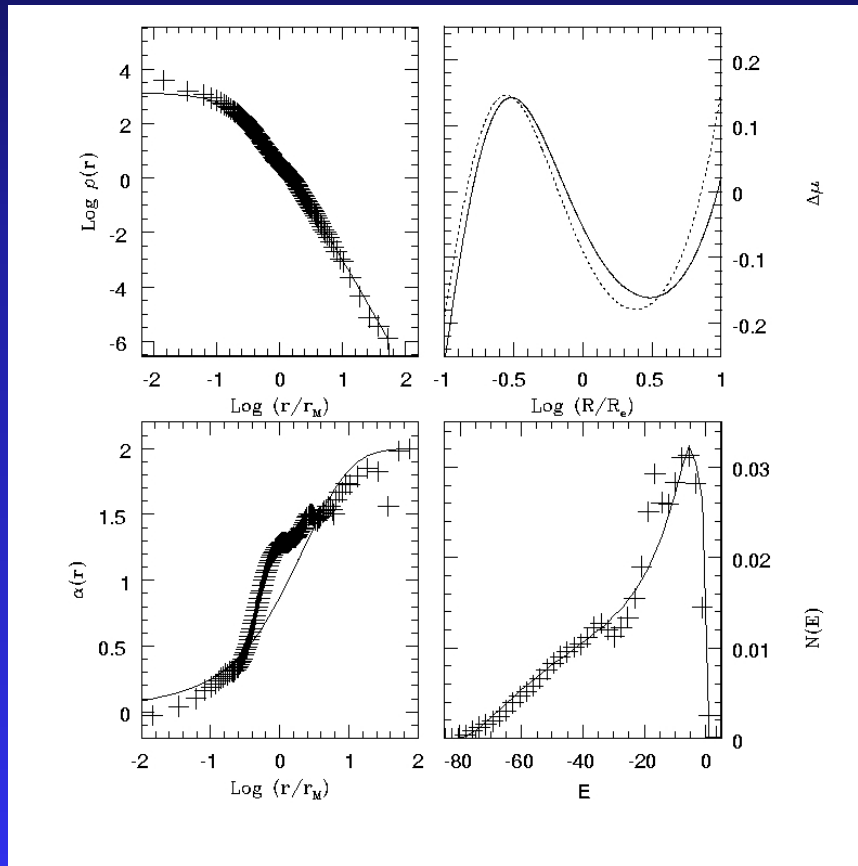 4
2
0
-2
-4
-6
Log ρ(r)
-2 -1 0 1 2
Log (r/r_M)
0.2
0.1
0
-0.1
-0.2
Δμ
-1 -0.5 0 0.5 1
Log (R/R_e)
2
1.5
1
0.5
0
α(r)
-2 -1 0 1 2
Log (r/r_M)
0.03
0.02
0.01
0
N(E)
-80 -60 -40 -20 0
E